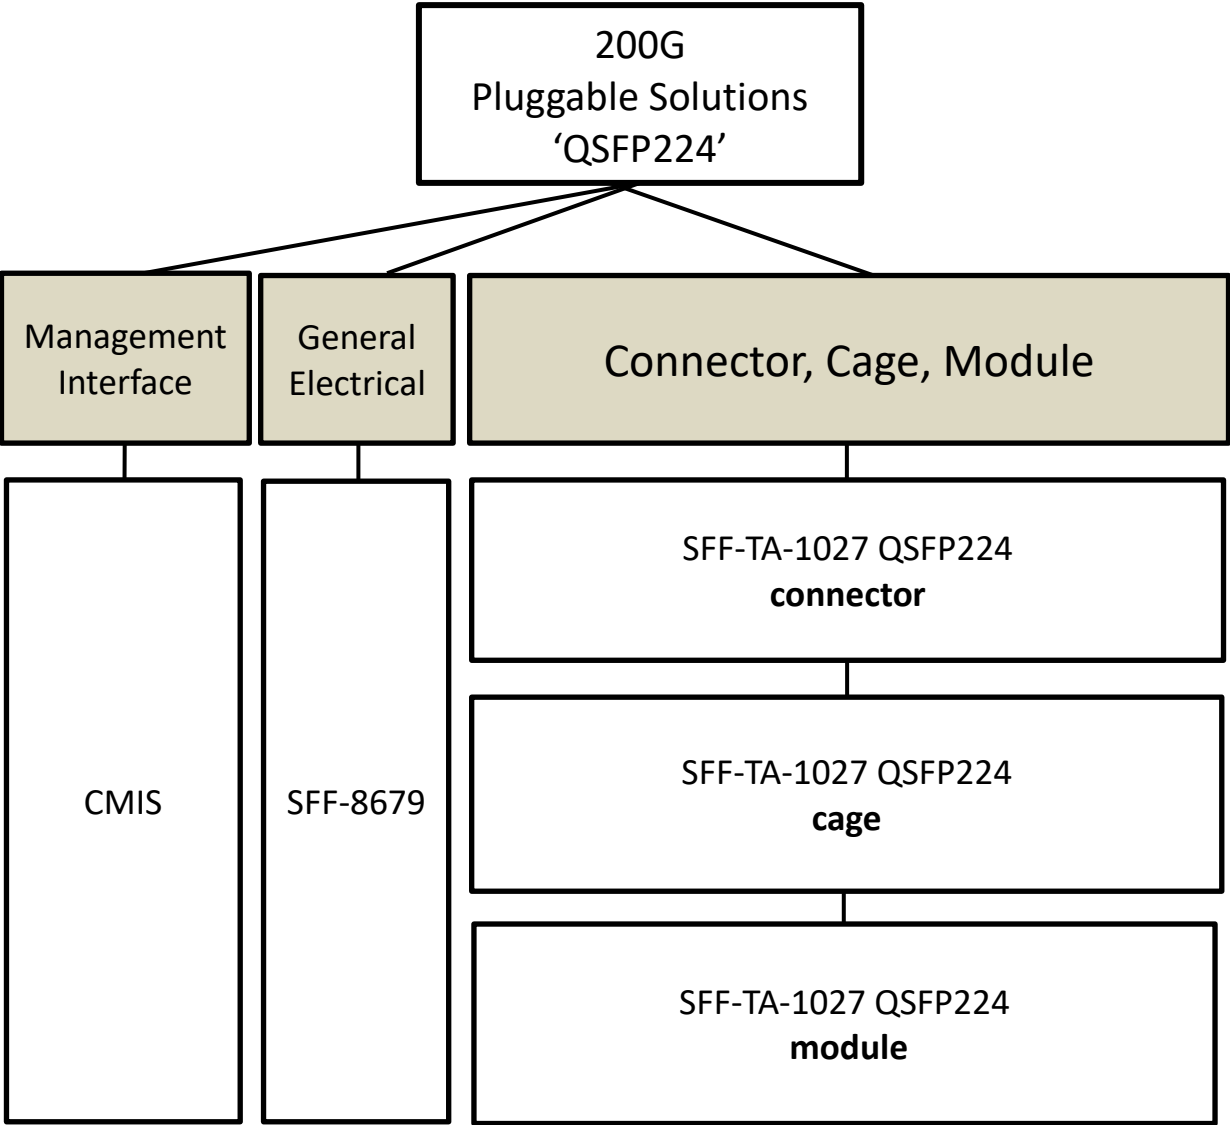 200G
Pluggable Solutions
‘QSFP224’
Management
Interface
General
Electrical
Connector, Cage, Module
CMIS
SFF-8679
SFF-TA-1027 QSFP224
connector
SFF-TA-1027 QSFP224
cage
SFF-TA-1027 QSFP224
module